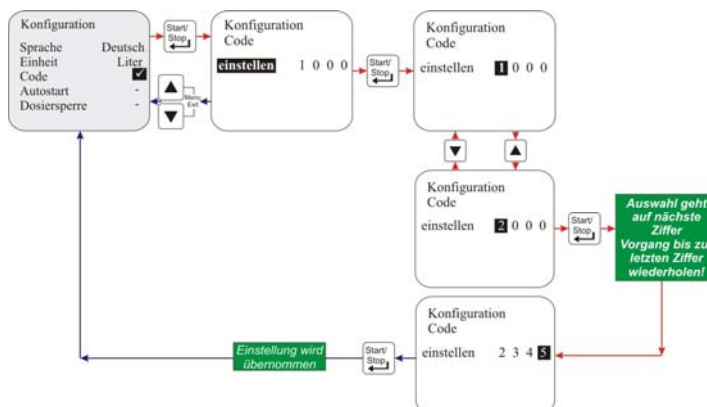 Konfiguration
Sprache Deutsch
Einheit Liter
Code
Autostart -
Dosiersperre -
Start/
Stop
Menu
Exit
Konfiguration
Code
einstellen 1 0 0 0
Start/
Stop
Konfiguration
Code
einstellen 1 0 0 0
Konfiguration
Code
einstellen 2 0 0 0
Start/
Stop
Auswahl geht
auf nächste
Ziffer
Vorgang bis zu
letzten Ziffer
wiederholen!
Konfiguration
Code
einstellen 2 3 4 5
Start/
Stop
Einstellung wird
übernommen